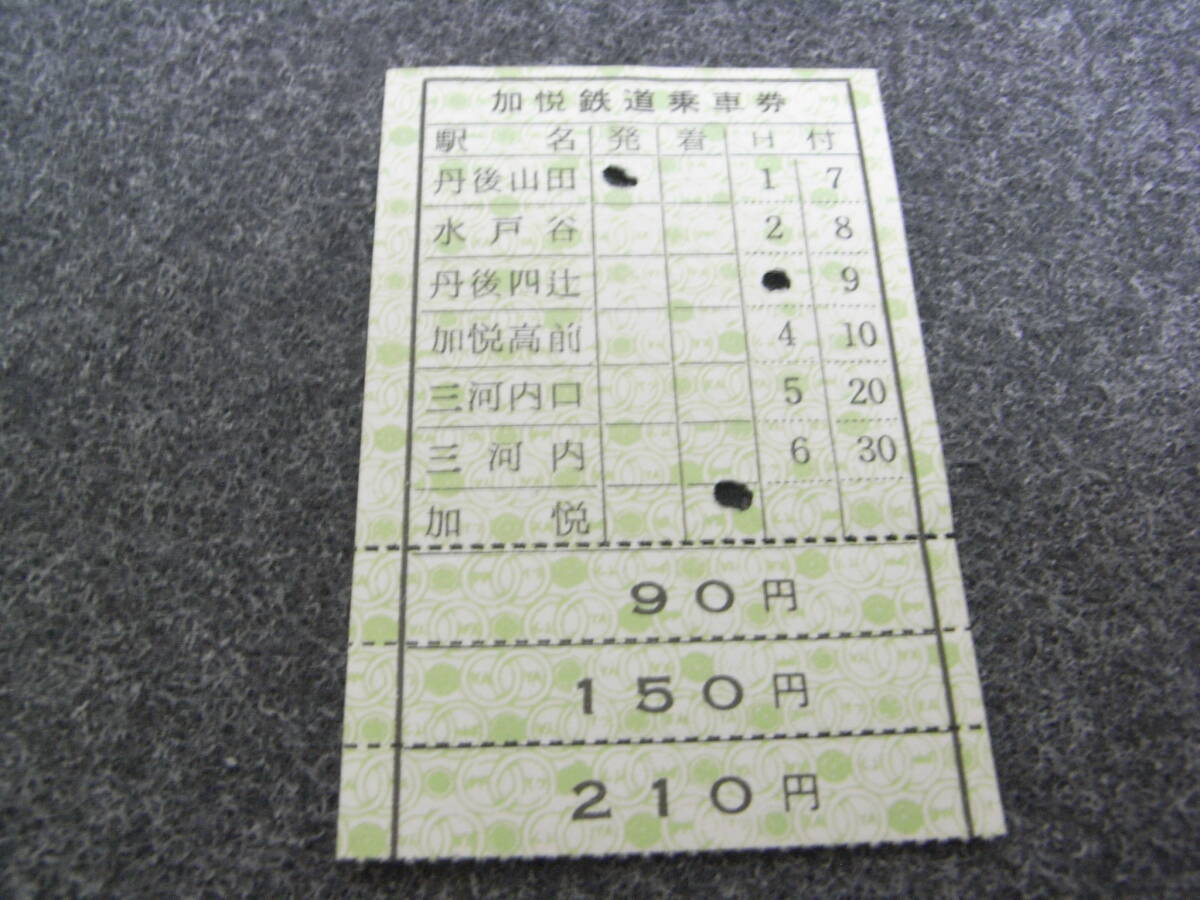 加悦鉄道乗車券
駅名 発 着 日付
丹後山田 1 7
水戸谷 2 8
丹後四辻 9
加悦高前 4 10
三河内口 5 20
三河内 6 30
加悦
90円
150円
210円